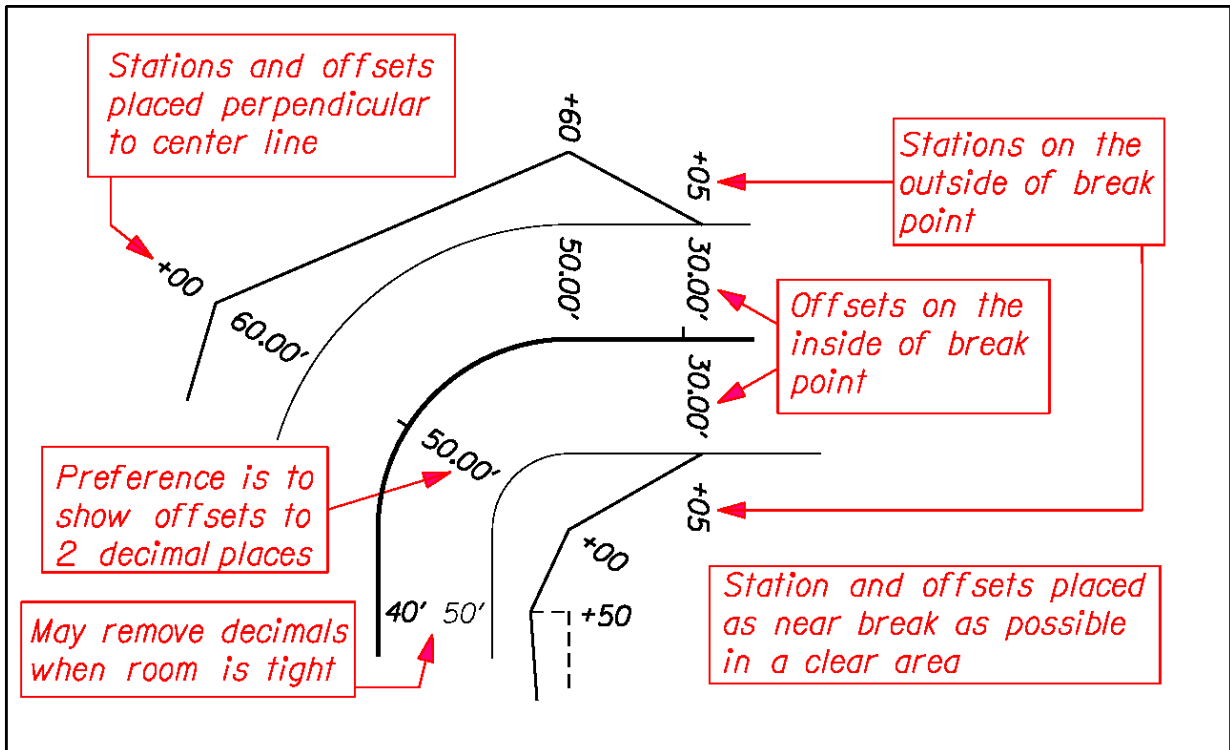 Stations and offsets
placed perpendicular
to center line
+60
+05
Stations on the
outside of break
point
+00
60.00'
50.00'
30.00'
Offsets on the
inside of break
point
30.00'
50.00'
Preference is to
show offsets to
2 decimal places
+05
+00
40' 50'
+50
May remove decimals
when room is tight
Station and offsets placed
as near break as possible
in a clear area